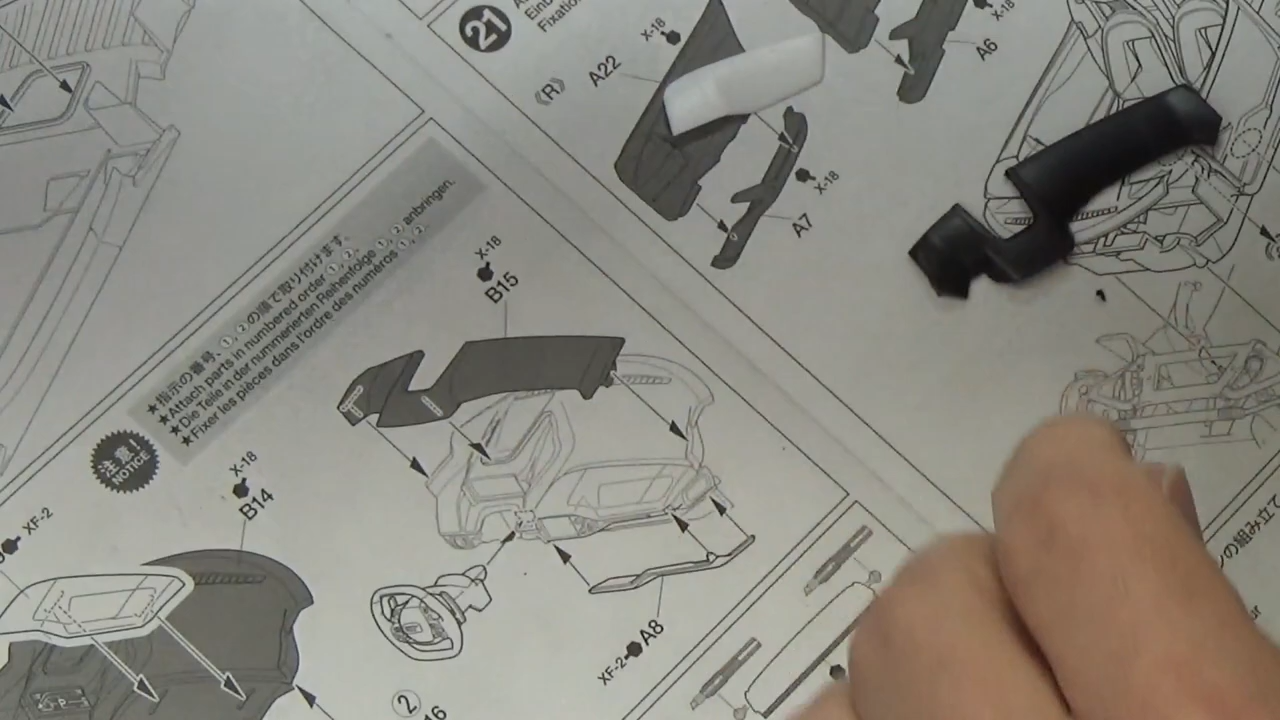 21
Einb
Fixation
X-18
A22
《R》
X-18
A7
X-18
A6
★指示の番号、①、②の順で取り付けます。
★Attach parts in numbered order ①, ②.
★Die Teile in der nummerierten Reihenfolge ①, ② anbringen.
★Fixer les pièces dans l'ordre des numéros ①, ②.
注意!
NOTICE
X-18
B15
X-18
B14
XF-2
XF-2
A8
②
16